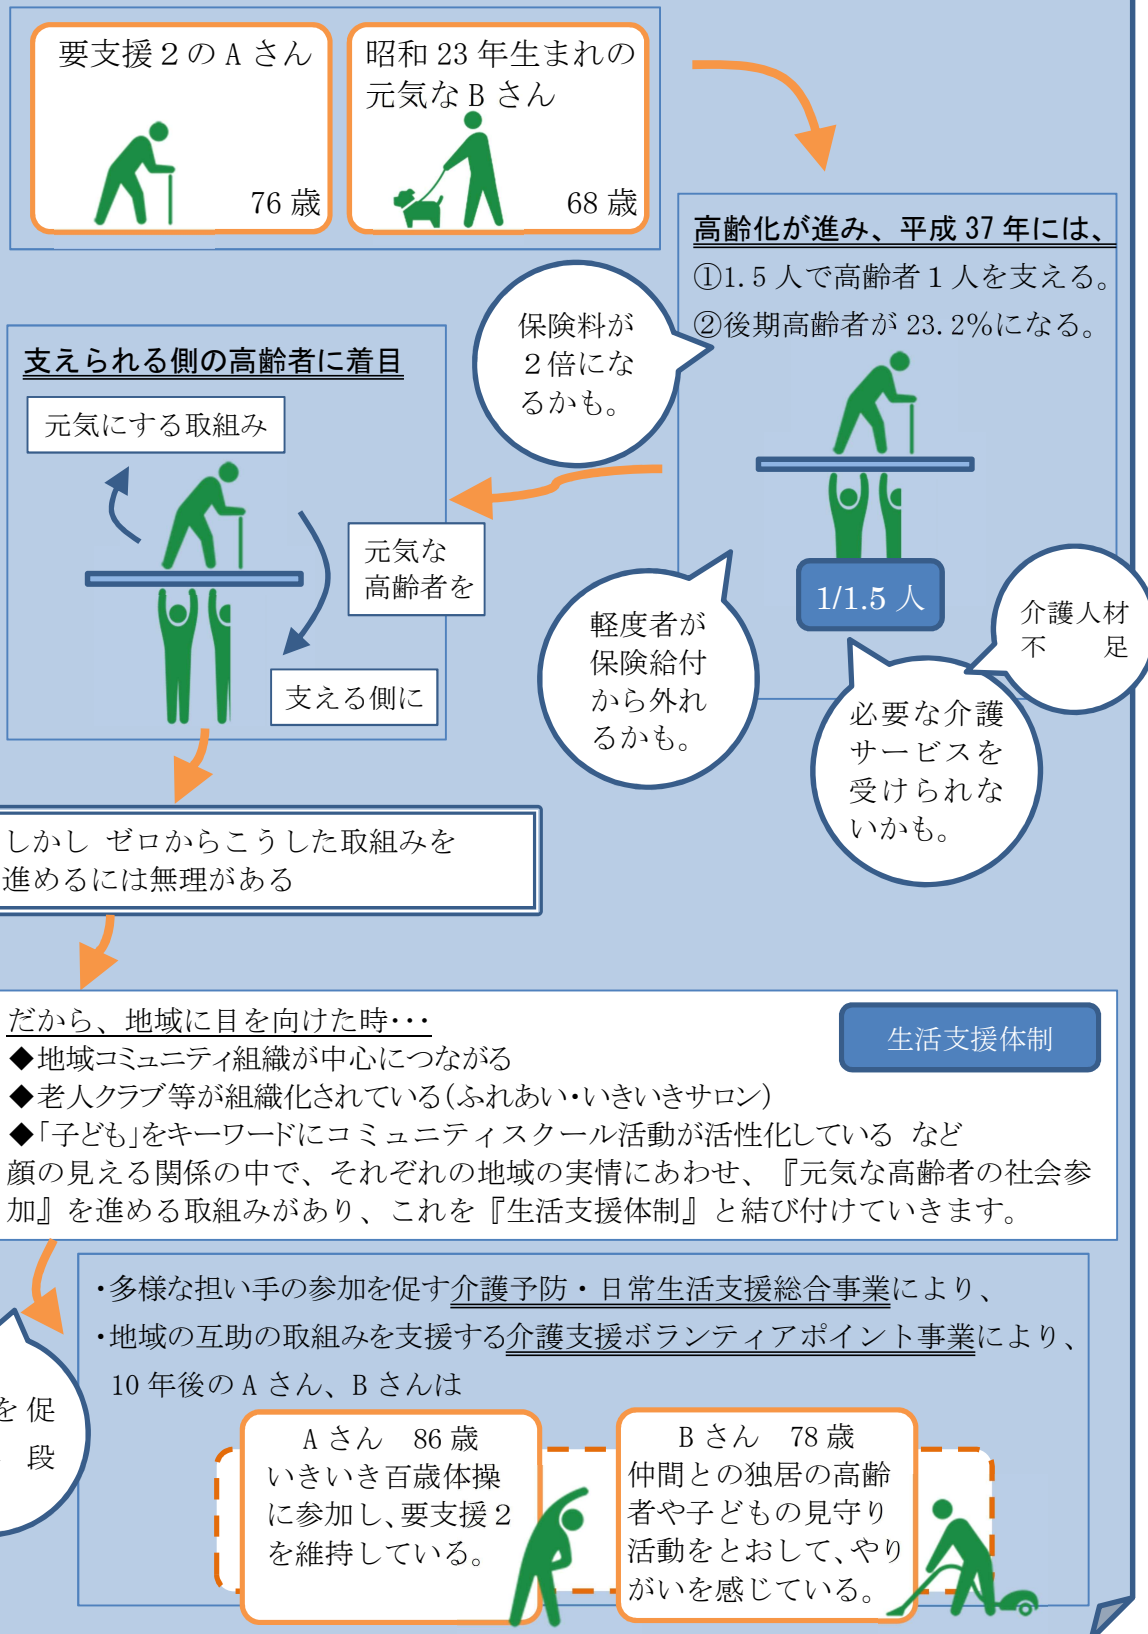 要支援２のAさん
76歳
昭和23年生まれの
元気なBさん
68歳
高齢化が進み、平成37年には、
①1.5人で高齢者1人を支える。
②後期高齢者が23.2％になる。
保険料が
２倍にな
るかも。
1/1.5人
介護人材
不　　足
軽度者が
保険給付
から外れ
るかも。
必要な介護
サービスを
受けられな
いかも。
支えられる側の高齢者に着目
元気にする取組み
元気な
高齢者を
支える側に
しかし ゼロからこうした取組みを
進めるには無理がある
だから、地域に目を向けた時･･･
生活支援体制
◆地域コミュニティ組織が中心につながる
◆老人クラブ等が組織化されている(ふれあい･いきいきサロン)
◆｢子ども｣をキーワードにコミュニティスクール活動が活性化している など
顔の見える関係の中で、それぞれの地域の実情にあわせ、『元気な高齢者の社会参
加』を進める取組みがあり、これを『生活支援体制』と結び付けていきます。
･多様な担い手の参加を促す介護予防・日常生活支援総合事業により、
･地域の互助の取組みを支援する介護支援ボランティアポイント事業により、
10年後のAさん、Bさんは
を促
段
Aさん　86歳
いきいき百歳体操
に参加し､要支援２
を維持している。
Bさん　78歳
仲間との独居の高齢
者や子どもの見守り
活動をとおして､やり
がいを感じている。